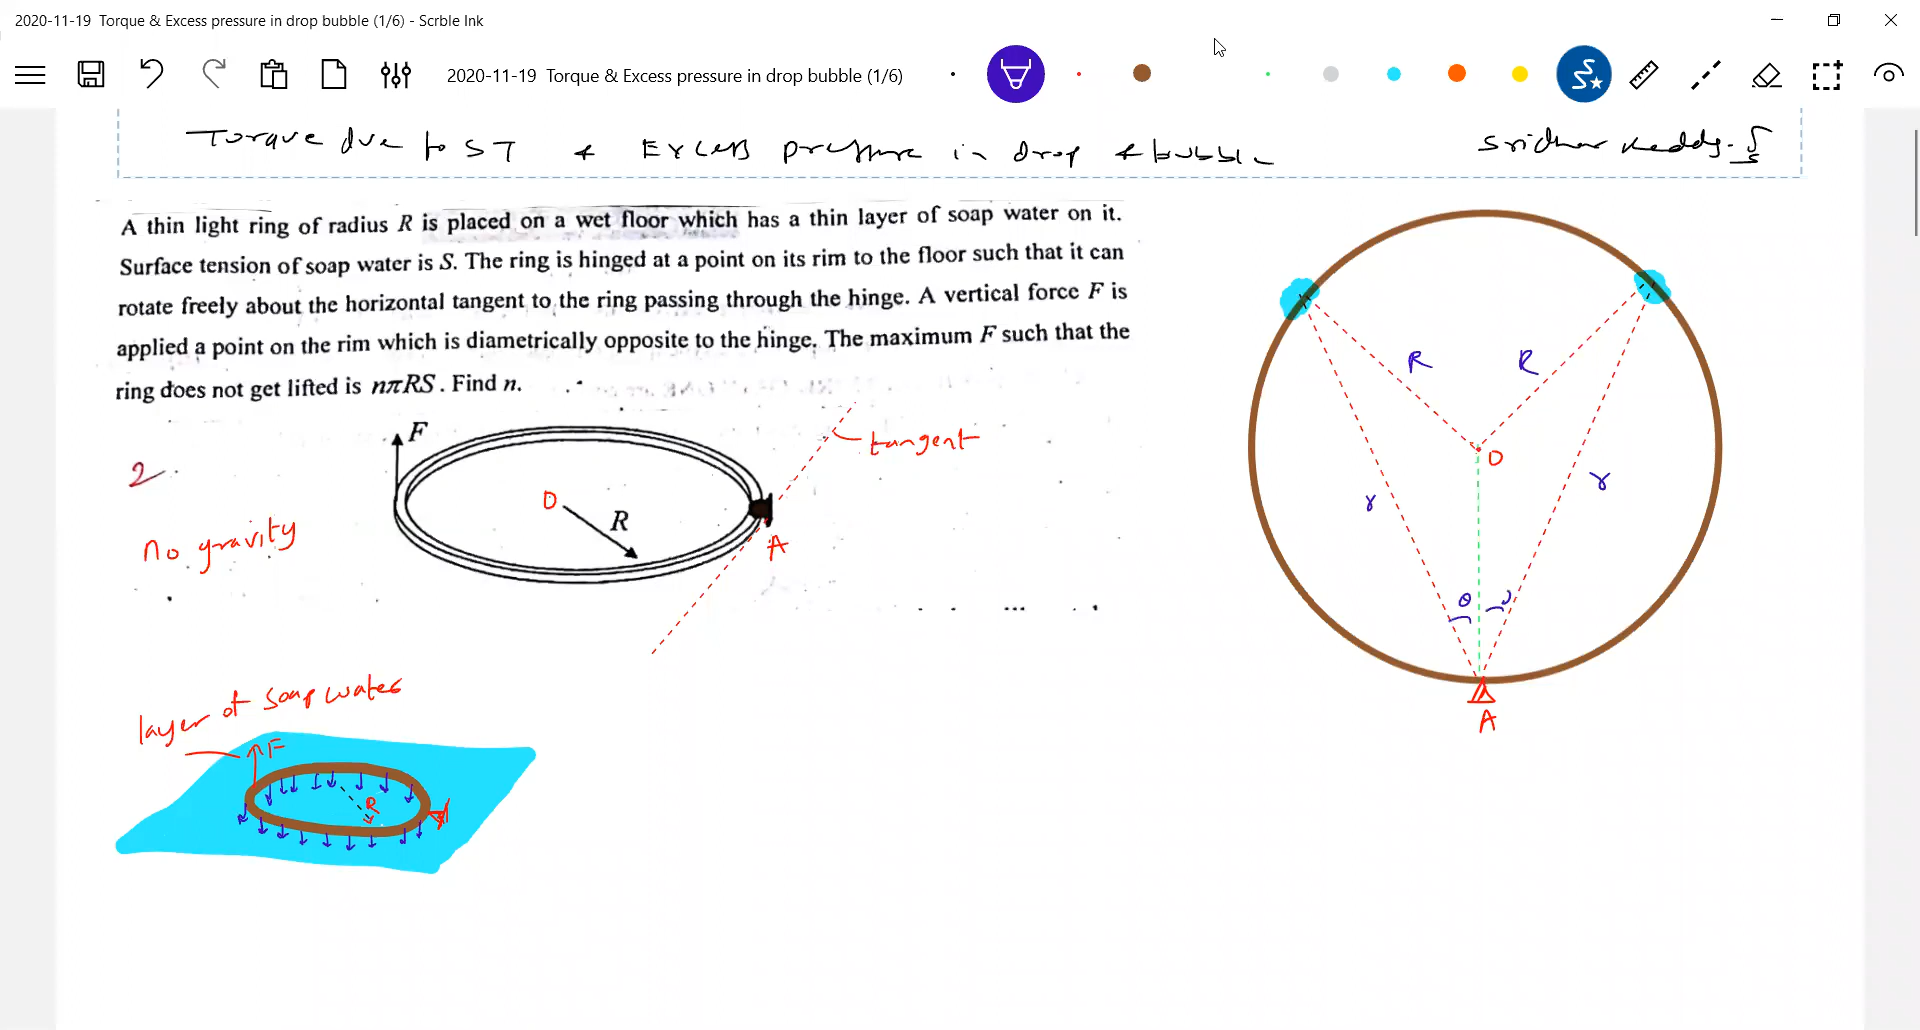 2020-11-19 Torque & Excess pressure in drop bubble (1/6) - Scrble Ink
2020-11-19 Torque & Excess pressure in drop bubble (1/6)
Torque due to ST & Excess pressure in drop & bubble
Sridhar Reddy. S
A thin light ring of radius R is placed on a wet floor which has a thin layer of soap water on it.
Surface tension of soap water is S. The ring is hinged at a point on its rim to the floor such that it can
rotate freely about the horizontal tangent to the ring passing through the hinge. A vertical force F is
applied a point on the rim which is diametrically opposite to the hinge. The maximum F such that the
ring does not get lifted is nπRS. Find n.
R R
F
tangent
2
O
r r
O R
No gravity
A
θ
layer of soap water
A
F
R